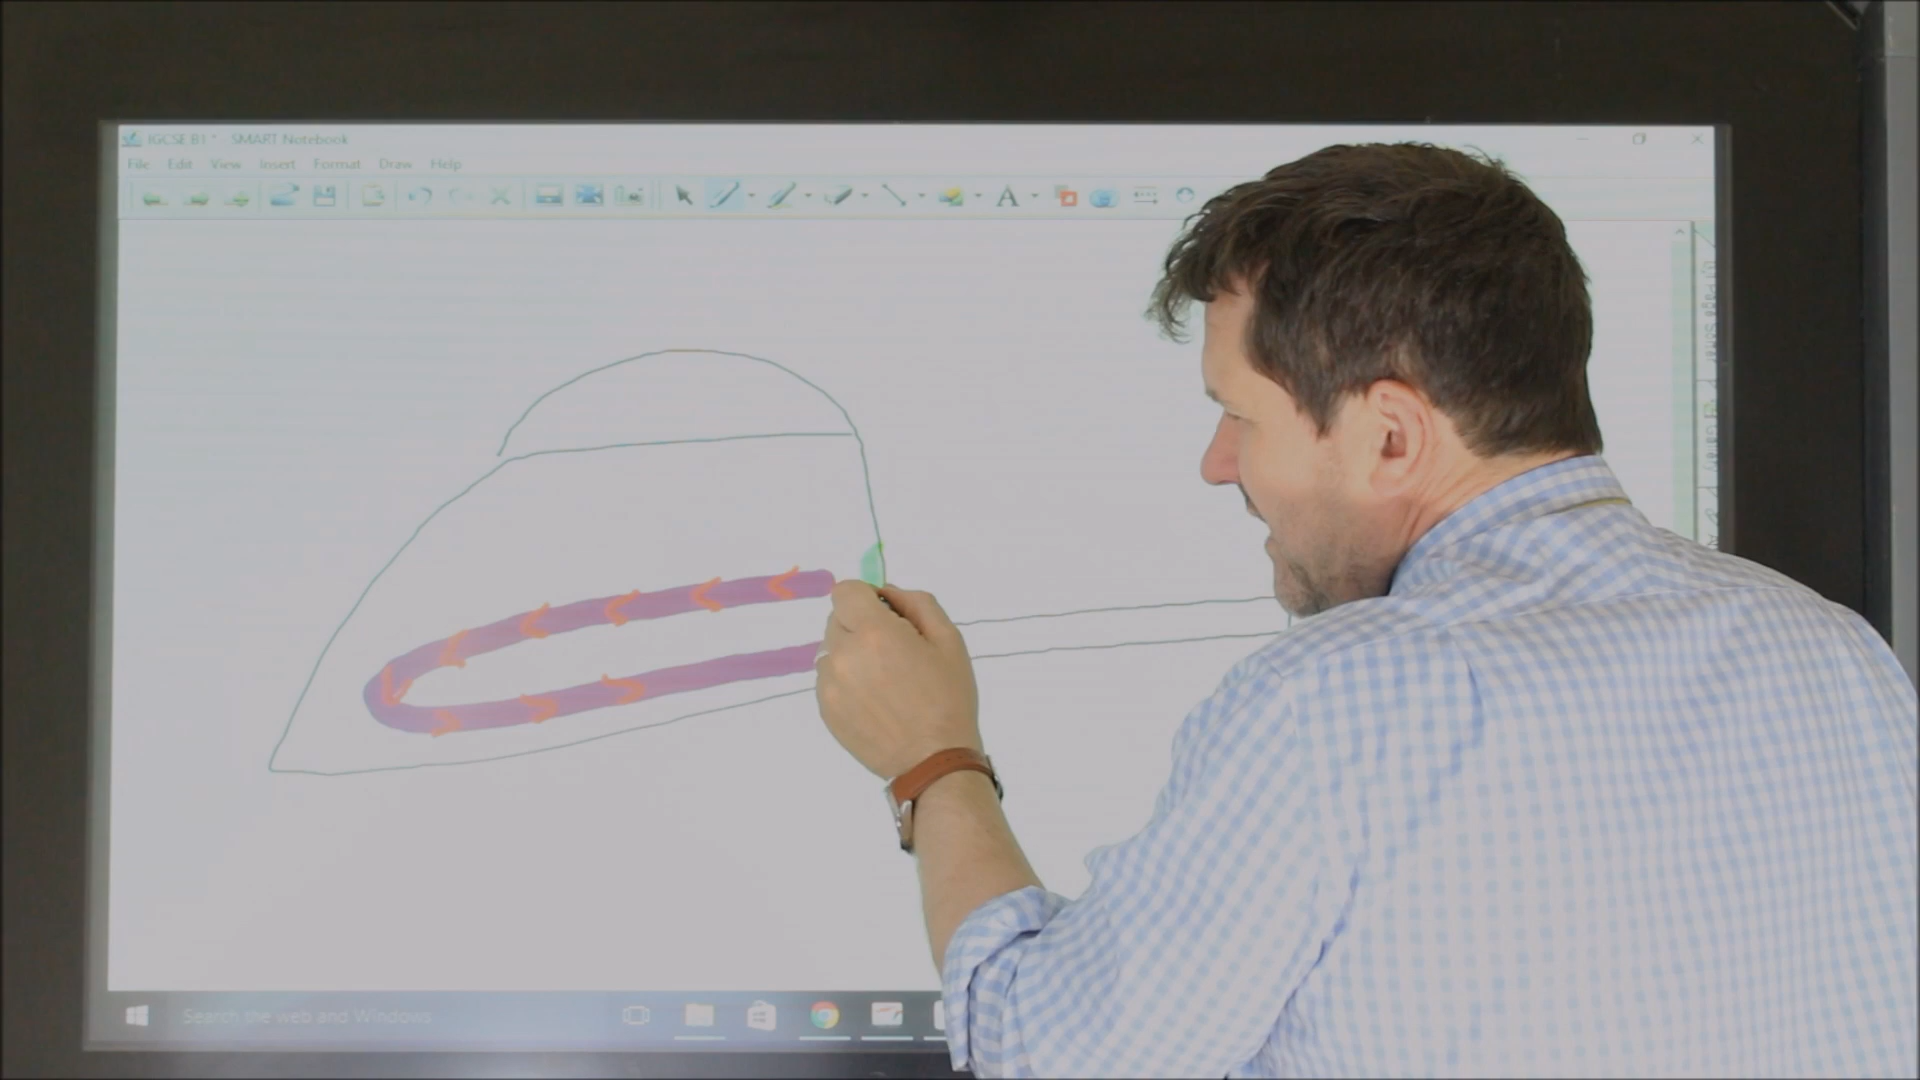 IGCSE B1 * - SMART Notebook
File Edit View Insert Format Draw Help
A
Search the web and Windows